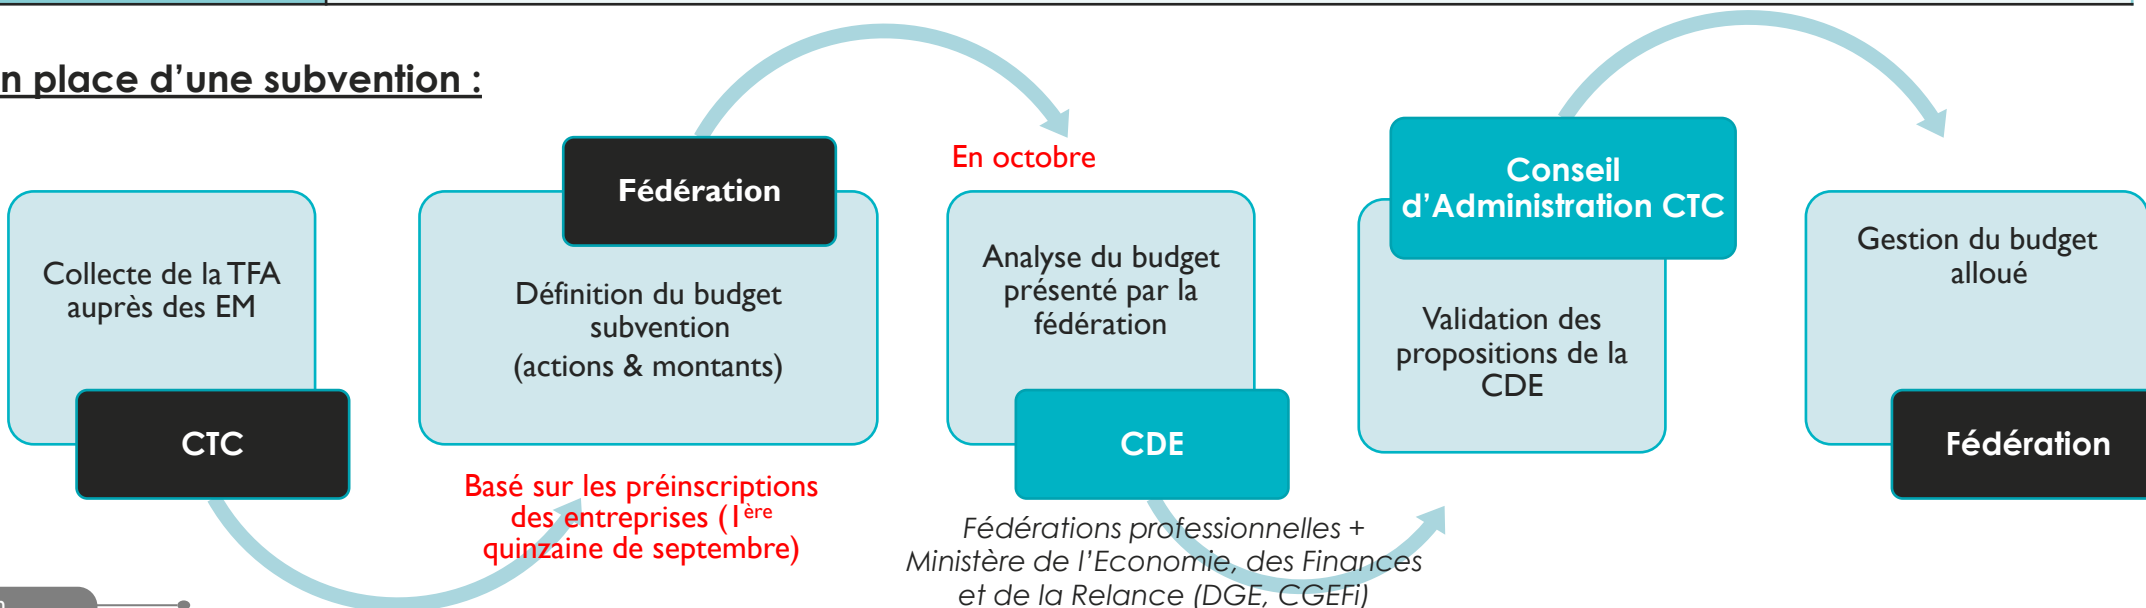 n place d’une subvention :
Collecte de la TFA
auprès des EM
CTC
Fédération
Définition du budget
subvention
(actions & montants)
Basé sur les préinscriptions
des entreprises (1ère
quinzaine de septembre)
En octobre
Analyse du budget
présenté par la
fédération
CDE
Fédérations professionnelles +
Ministère de l’Economie, des Finances
et de la Relance (DGE, CGEFi)
Conseil
d’Administration CTC
Validation des
propositions de la
CDE
Gestion du budget
alloué
Fédération